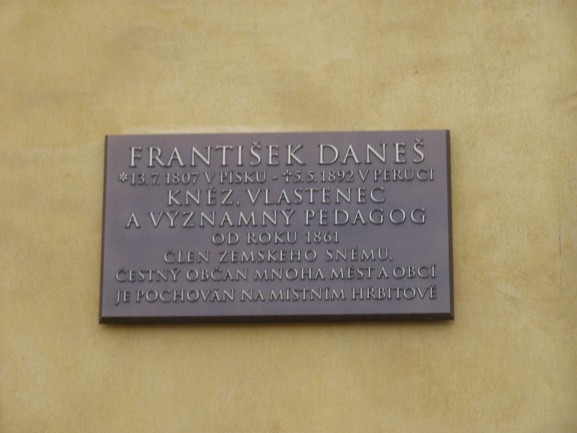 FRANTIŠEK DANEŠ
*13.7.1807 V PÍSKU - †5.5.1892 V PERUCI
KNĚZ, VLASTENEC
A VÝZNAMNÝ PEDAGOG
OD ROKU 1861
ČLEN ZEMSKÉHO SNĚMU,
ČESTNÝ OBČAN MNOHA MĚST A OBCÍ
JE POCHOVÁN NA MÍSTNÍM HŘBITOVĚ